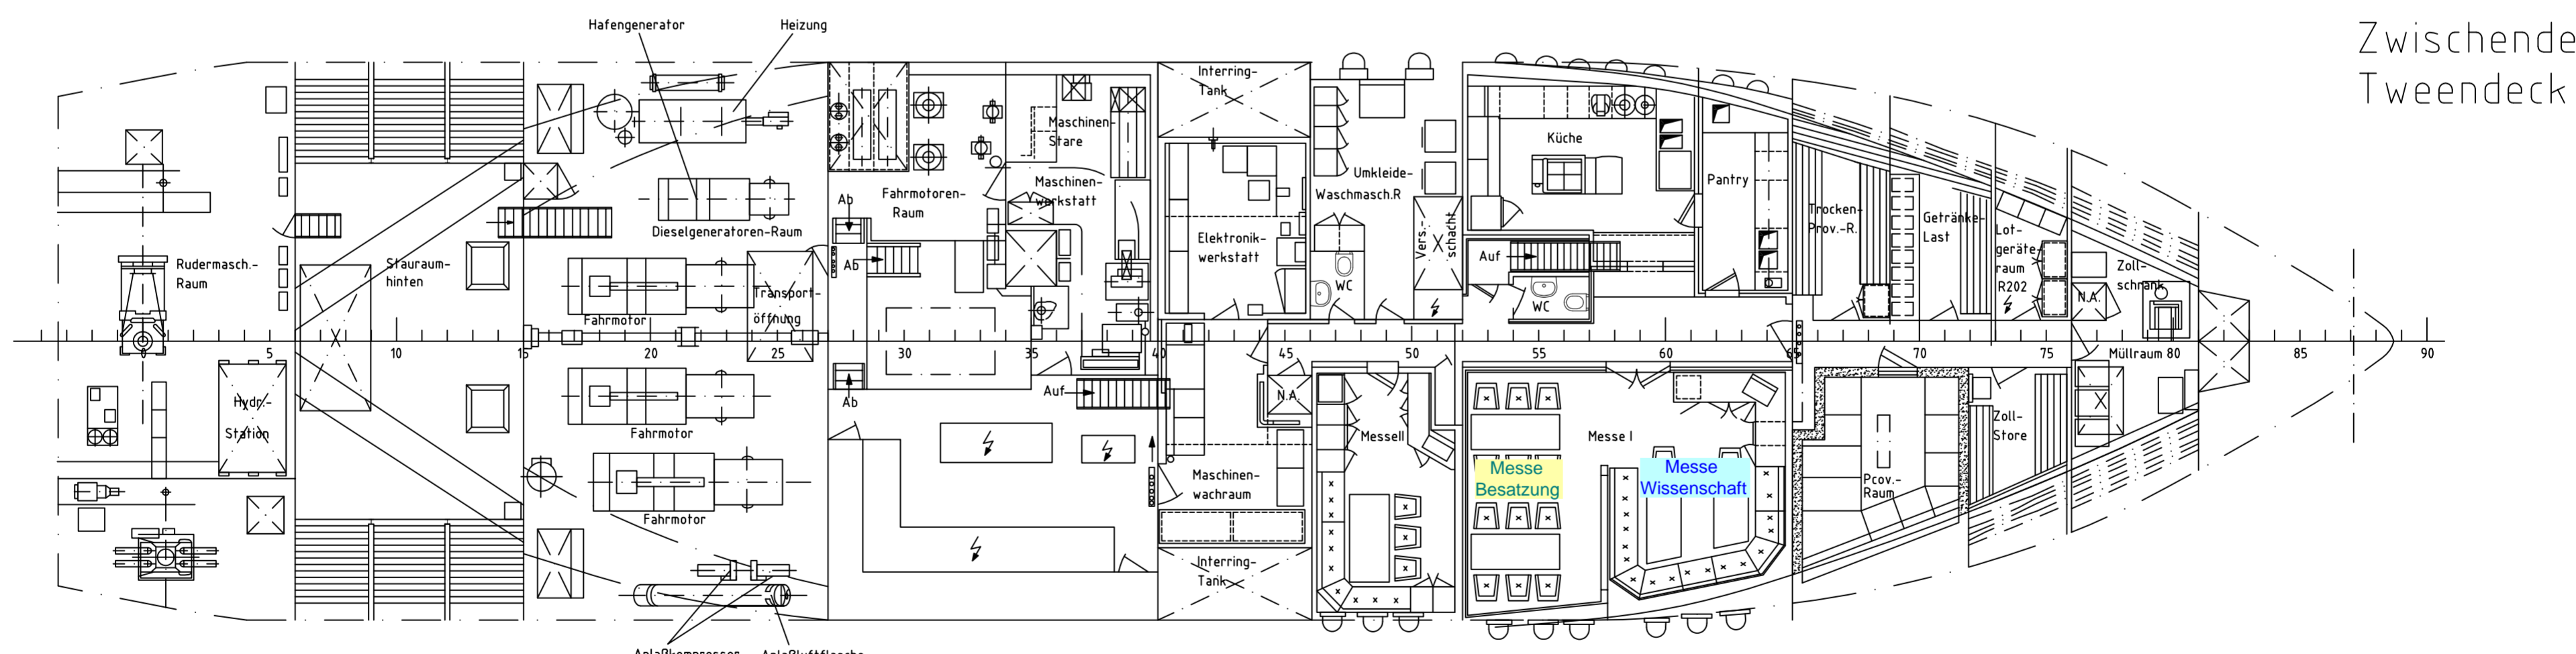 Zwischende
Tweendeck
Hafengenerator
Heizung
Interring-
Tank
Maschinen-
Stare
Küche
Umkleide-
Waschmasch.R
Maschinen-
werkstatt
Fahrmotoren-
Raum
Ab
Pantry
Trocken-
Prov.-R.
Getränke-
Last
Dieselgeneratoren-Raum
Elektronik-
werkstatt
Vers.-
schacht
Lot-
geräte-
raum
R202
Auf
Ab
Rudermasch.-
Raum
Stauraum-
hinten
Zoll-
schrank
WC
N.A.
WC
Transport-
öffnung
Fahrmotor
0 5 10 15 20 25 30 35 40 45 50 55 60 65 70 75 80 85 90
Müllraum
Auf
Ab
N.A.
Hydr.-
Station
Fahrmotor
Messe II
Messe I
Zoll-
Store
Messe
Besatzung
Messe
Wissenschaft
Maschinen-
wachraum
Pcov.-
Raum
Fahrmotor
Interring-
Tank
Anlaßkompressor
Anlaßluftflasche